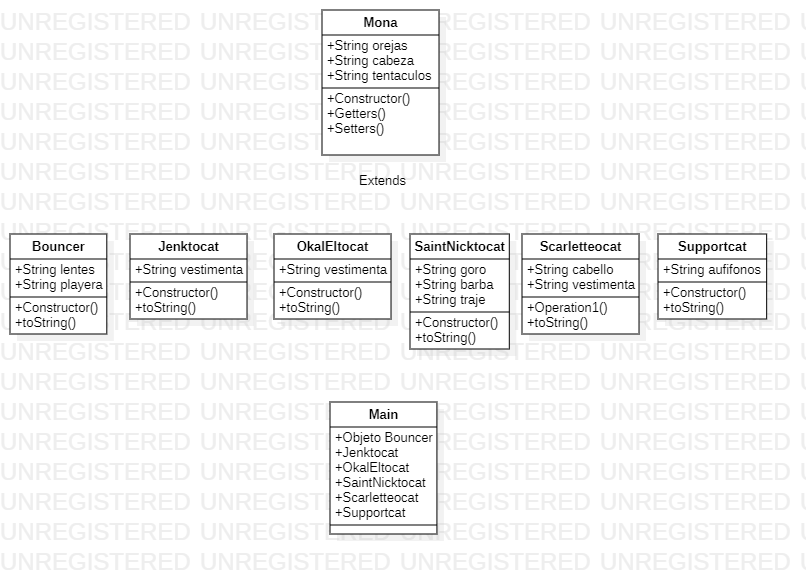 Mona
+String orejas
+String cabeza
+String tentaculos
+Constructor()
+Getters()
+Setters()
Extends
Bouncer
+String lentes
+String playera
+Constructor()
+toString()
Jenktocat
+String vestimenta
+Constructor()
+toString()
OkalEltocat
+String vestimenta
+Constructor()
+toString()
SaintNicktocat
+String goro
+String barba
+String traje
+Constructor()
+toString()
Scarletteocat
+String cabello
+String vestimenta
+Operation1()
+toString()
Supportcat
+String aufifonos
+Constructor()
+toString()
Main
+Objeto Bouncer
+Jenktocat
+OkalEltocat
+SaintNicktocat
+Scarletteocat
+Supportcat
UNREGISTERED